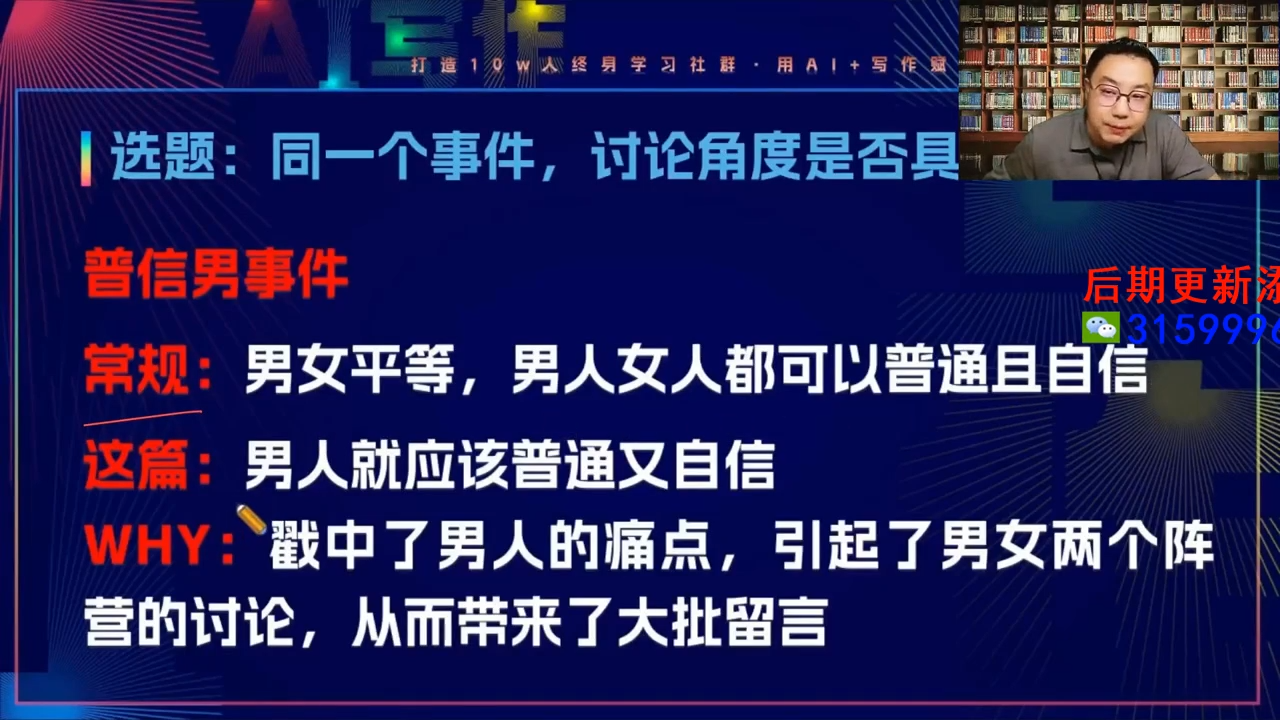 AI写作
打造10w人终身学习社群·用AI+写作赋
选题：同一个事件，讨论角度是否具
普信男事件
后期更新添
3159996
常规：男女平等，男人女人都可以普通且自信
这篇：男人就应该普通又自信
WHY：戳中了男人的痛点，引起了男女两个阵
营的讨论，从而带来了大批留言